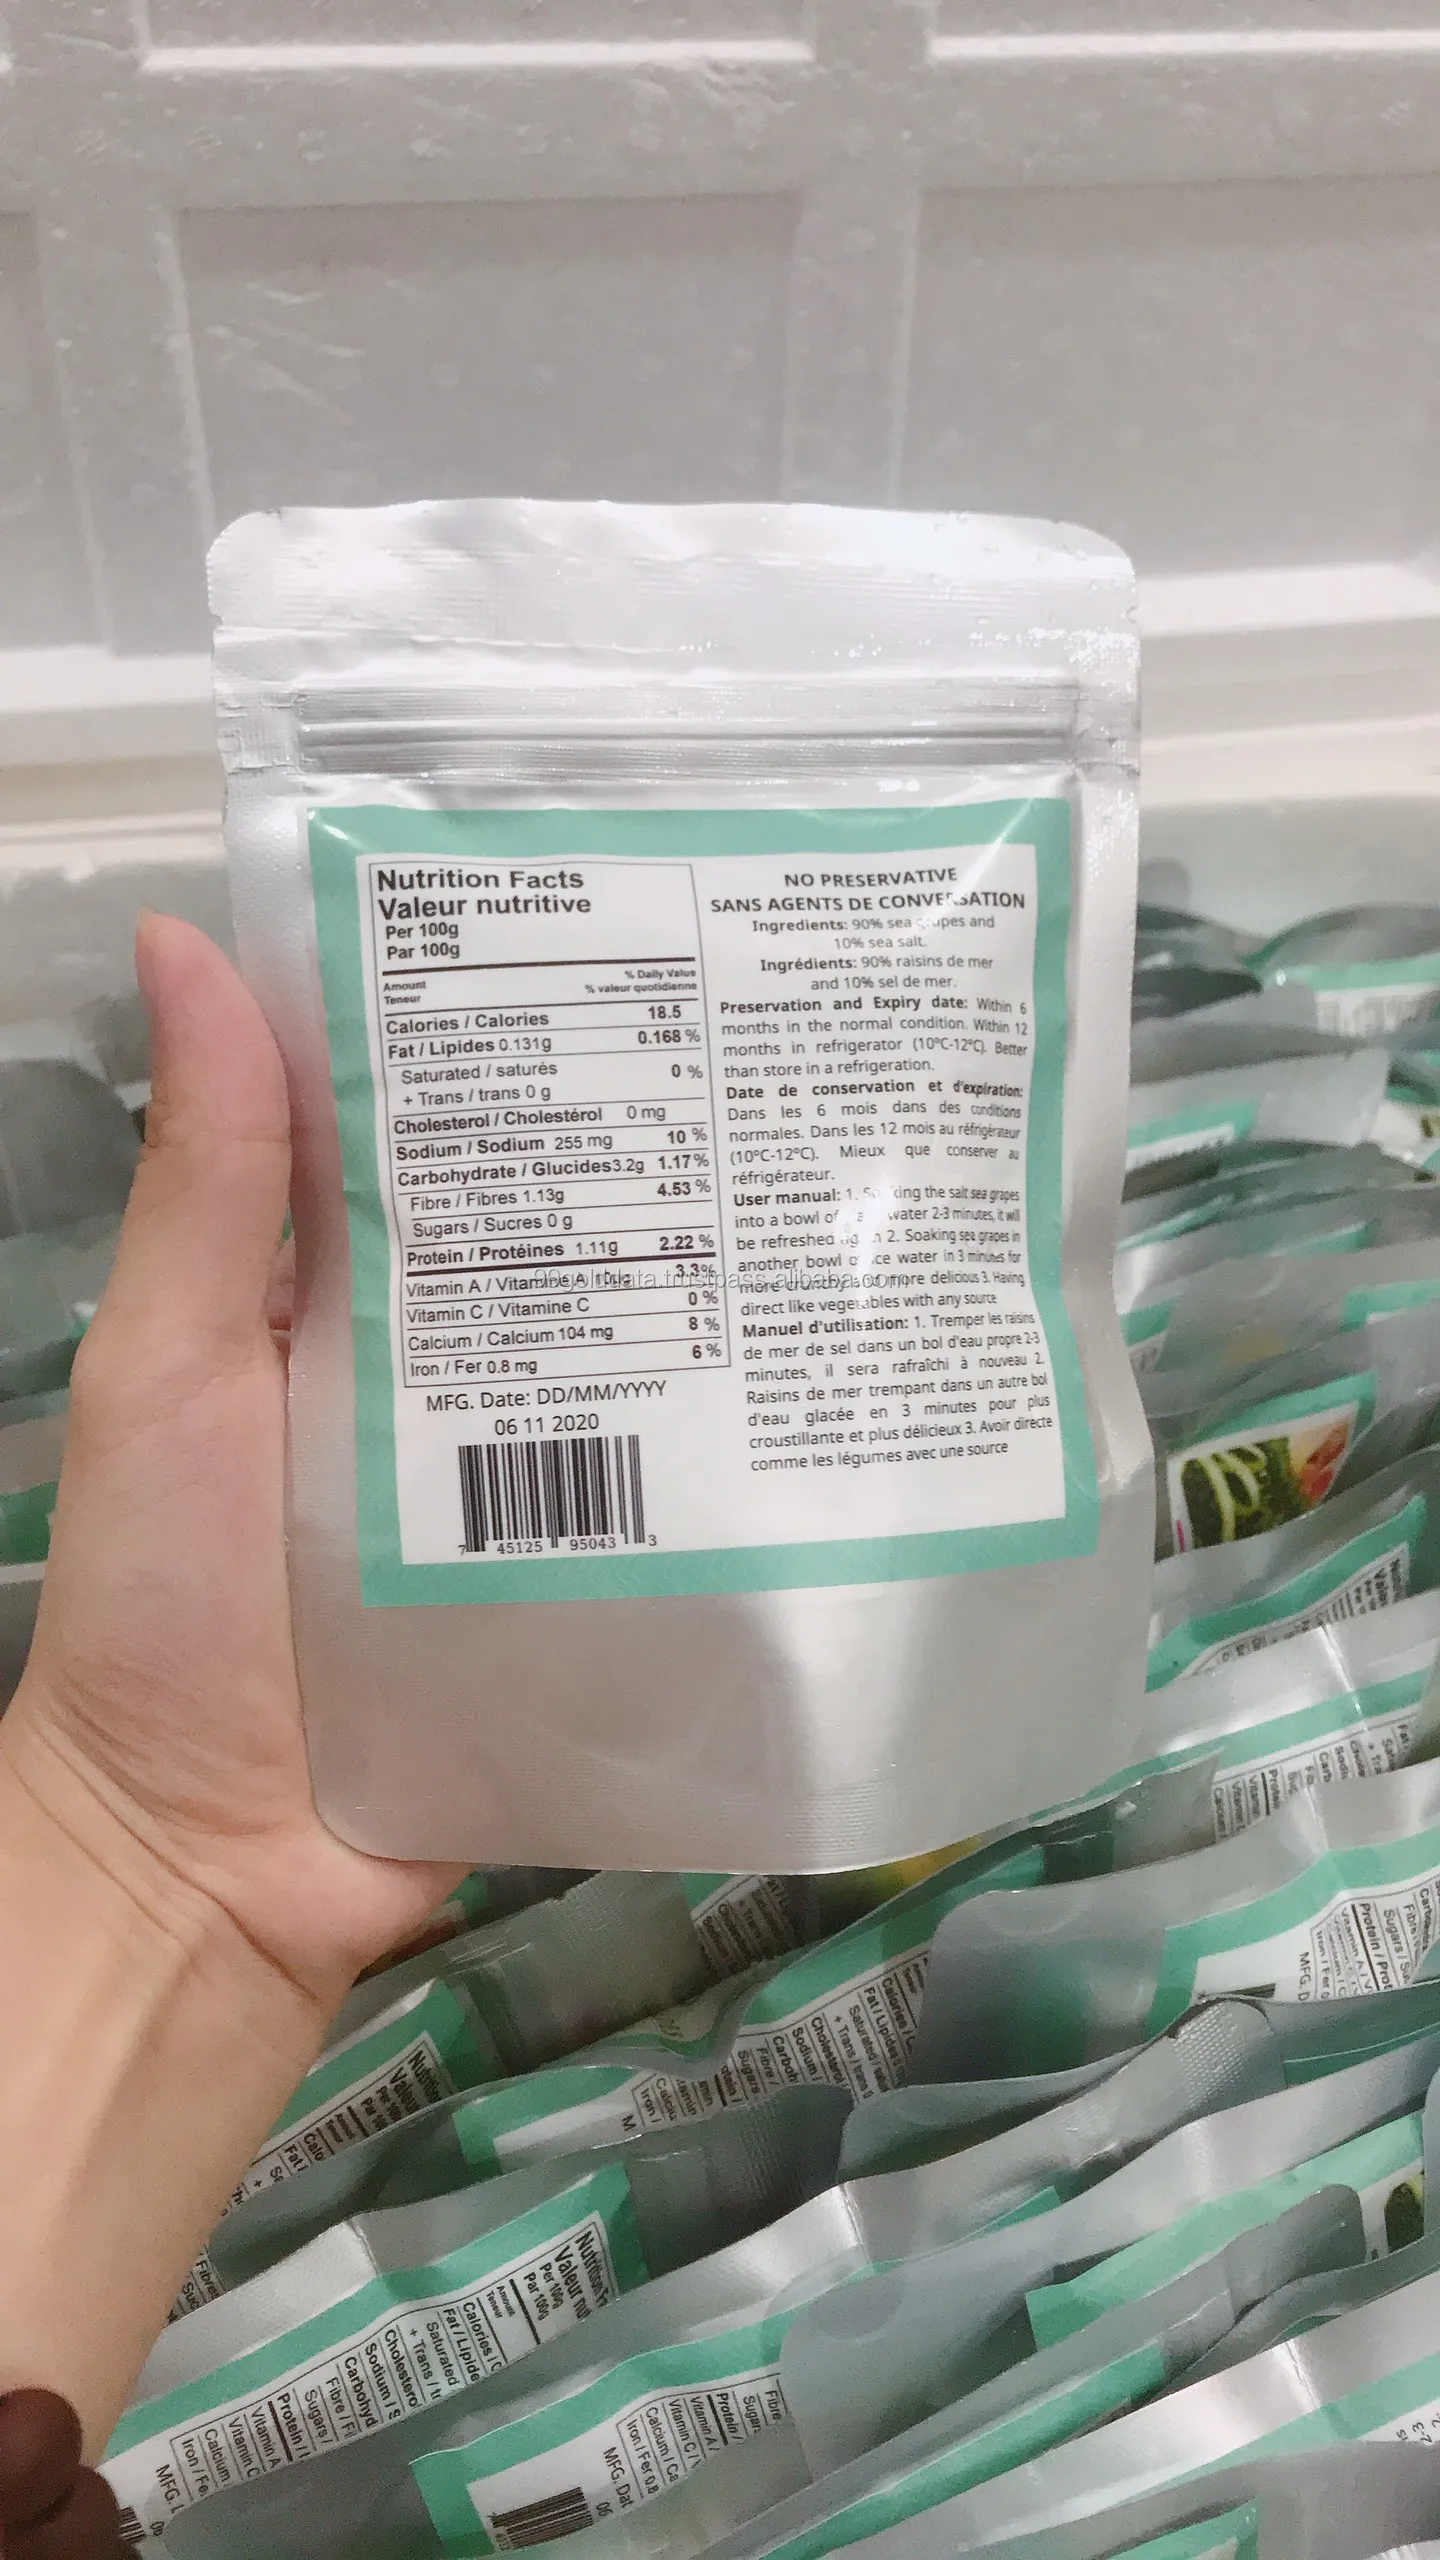 Nutrition Facts
Valeur nutritive
Per 100g
Par 100g
Amount
Teneur
% Daily Value
% valeur quotidienne
Calories / Calories 18.5
Fat / Lipides 0.131g 0.168 %
Saturated / saturés 0 %
+ Trans / trans 0 g
Cholesterol / Cholestérol 0 mg
Sodium / Sodium 255 mg 10 %
Carbohydrate / Glucides3.2g 1.17%
Fibre / Fibres 1.13g 4.53 %
Sugars / Sucres 0 g
Protein / Protéines 1.11g 2.22 %
Vitamin A / Vitamine A 3.3%
Vitamin C / Vitamine C 0 %
Calcium / Calcium 104 mg 8 %
Iron / Fer 0.8 mg 6 %
MFG. Date: DD/MM/YYYY
06 11 2020
7 45125 95043 3
NO PRESERVATIVE
SANS AGENTS DE CONVERSATION
Ingredients: 90% sea grapes and
10% sea salt.
Ingrédients: 90% raisins de mer
and 10% sel de mer.
Preservation and Expiry date: Within 6
months in the normal condition. Within 12
months in refrigerator (10°C-12°C). Better
than store in a refrigeration.
Date de conservation et d'expiration:
Dans les 6 mois dans des conditions
normales. Dans les 12 mois au réfrigérateur
(10°C-12°C). Mieux que conserver au
réfrigérateur.
User manual: 1. Soaking the salt sea grapes
into a bowl of water 2-3 minutes, it will
be refreshed 2. Soaking see grapes in
another bowl of ice water in 3 minutes for
more crunchy more delicious 3. Having
direct like vegetables with any source
Manuel d'utilisation: 1. Tremper les raisins
de mer de sel dans un bol d'eau propre 2-3
minutes, il sera rafraîchi à nouveau 2.
Raisins de mer trempant dans un autre bol
d'eau glacée en 3 minutes pour plus
croustillante et plus délicieux 3. Avoir directe
comme les légumes avec une source